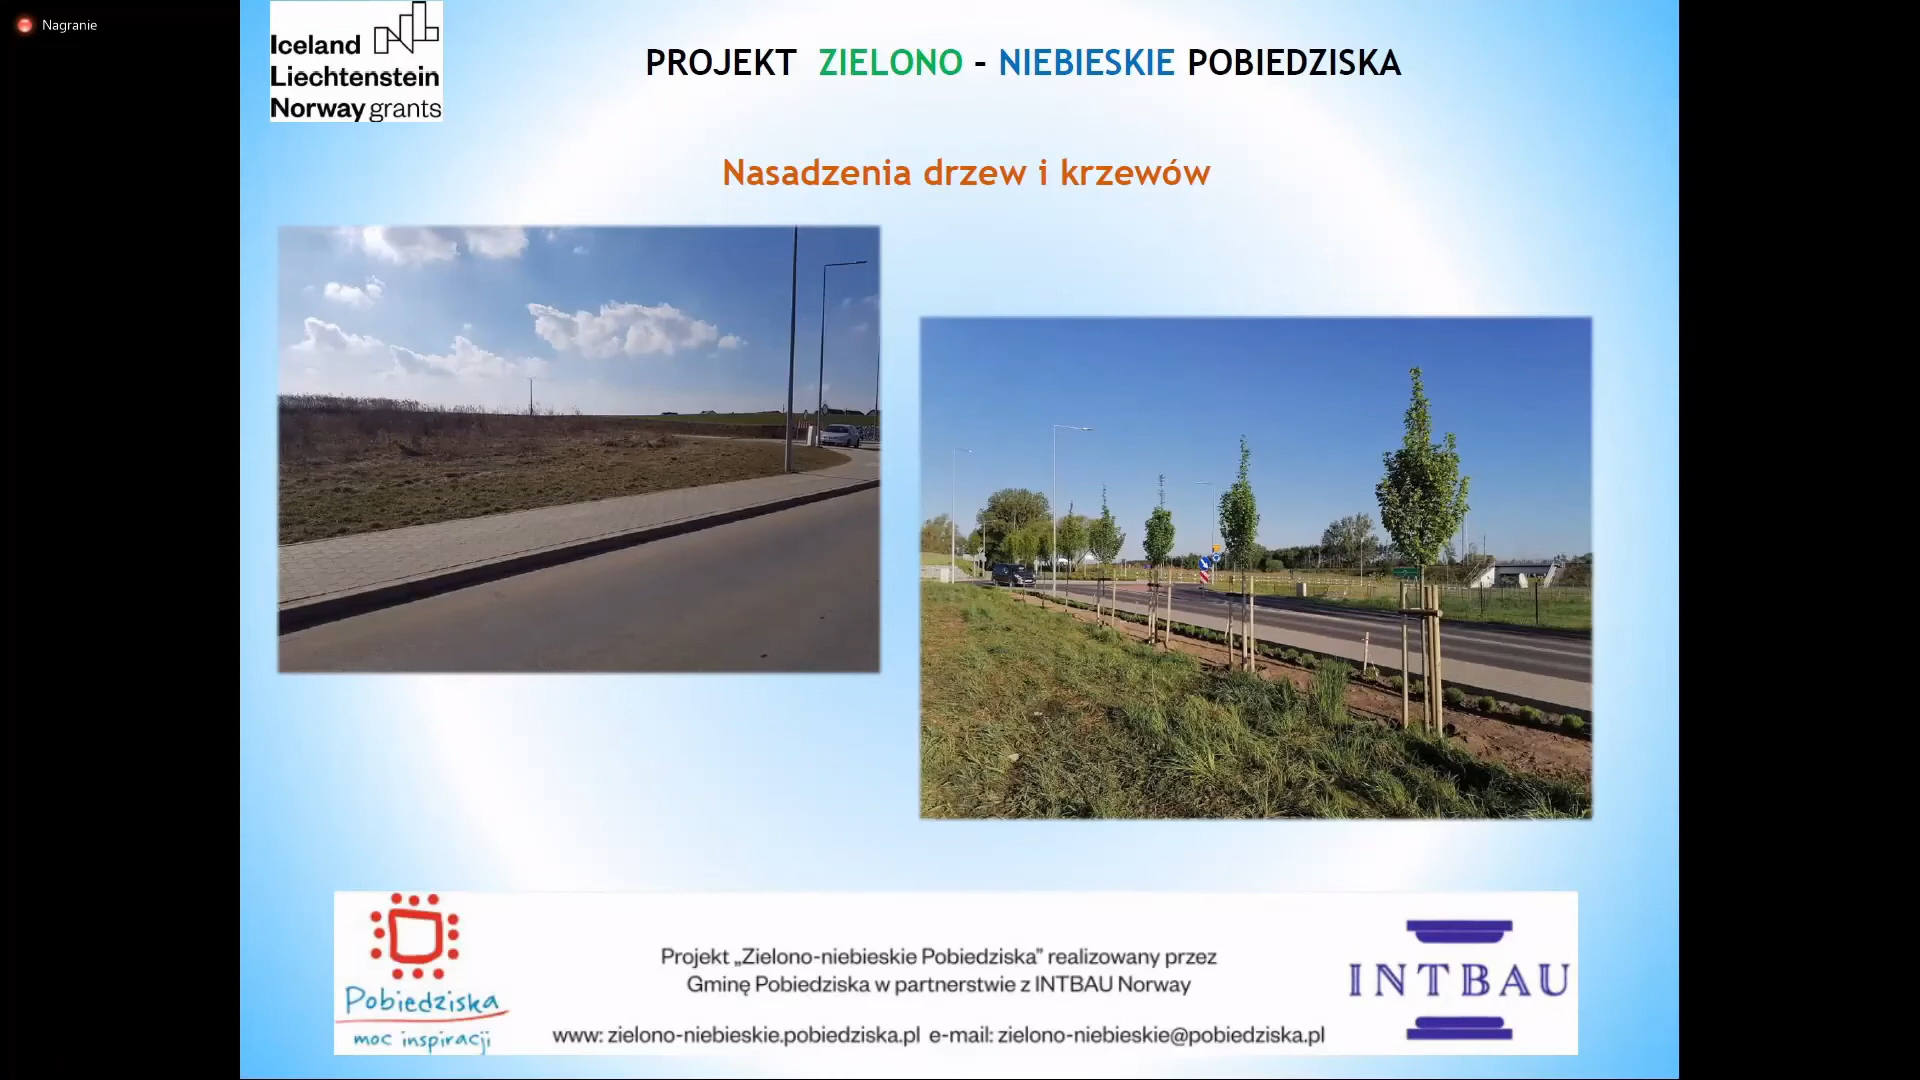 Nagranie
Iceland
Liechtenstein
Norway grants
PROJEKT ZIELONO – NIEBIESKIE POBIEDZISKA
Nasadzenia drzew i krzewów
Pobiedziska
moc inspiracji
Projekt „Zielono-niebieskie Pobiedziska” realizowany przez
Gminę Pobiedziska w partnerstwie z INTBAU Norway
www: zielono-niebieskie.pobiedziska.pl e-mail: zielono-niebieskie@pobiedziska.pl
INTBAU